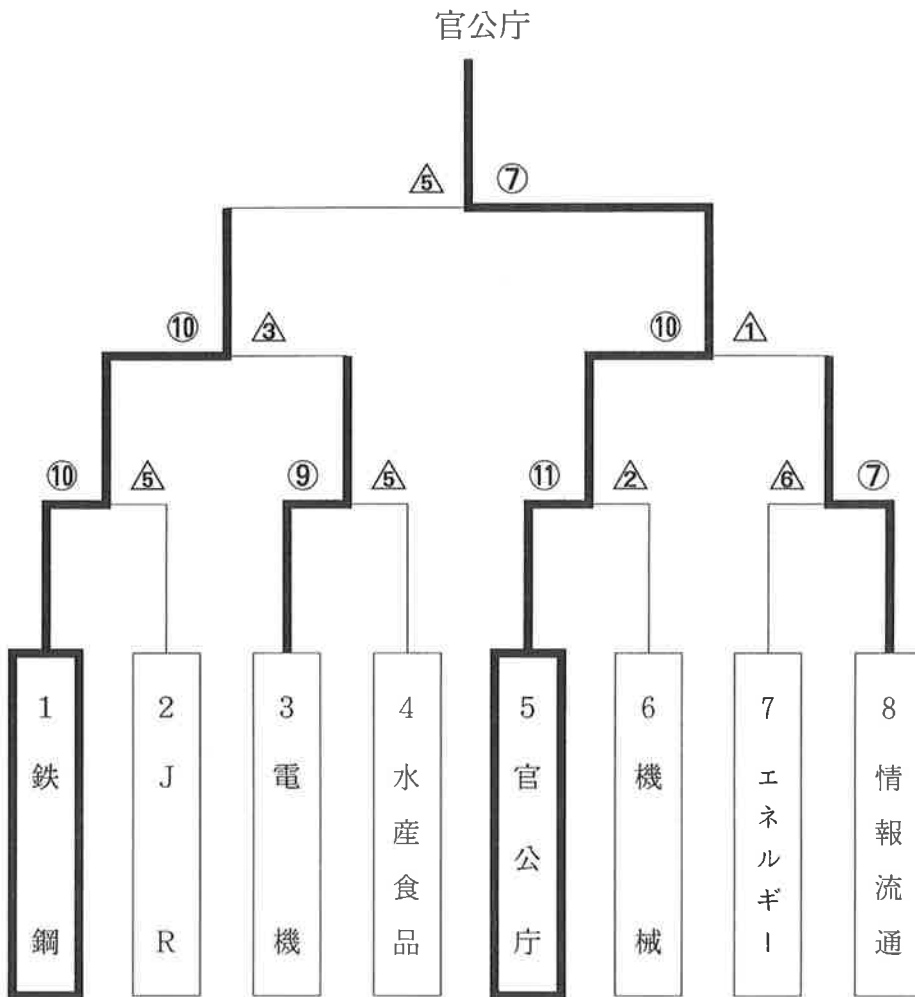 官公庁
△5 ⑦
⑩ △3 ⑩ △1
⑩ △5 ⑨ △5 ⑪ △2 △6 ⑦
1 鉄鋼
2 JR
3 電機
4 水産食品
5 官公庁
6 機械
7 エネルギー
8 情報流通